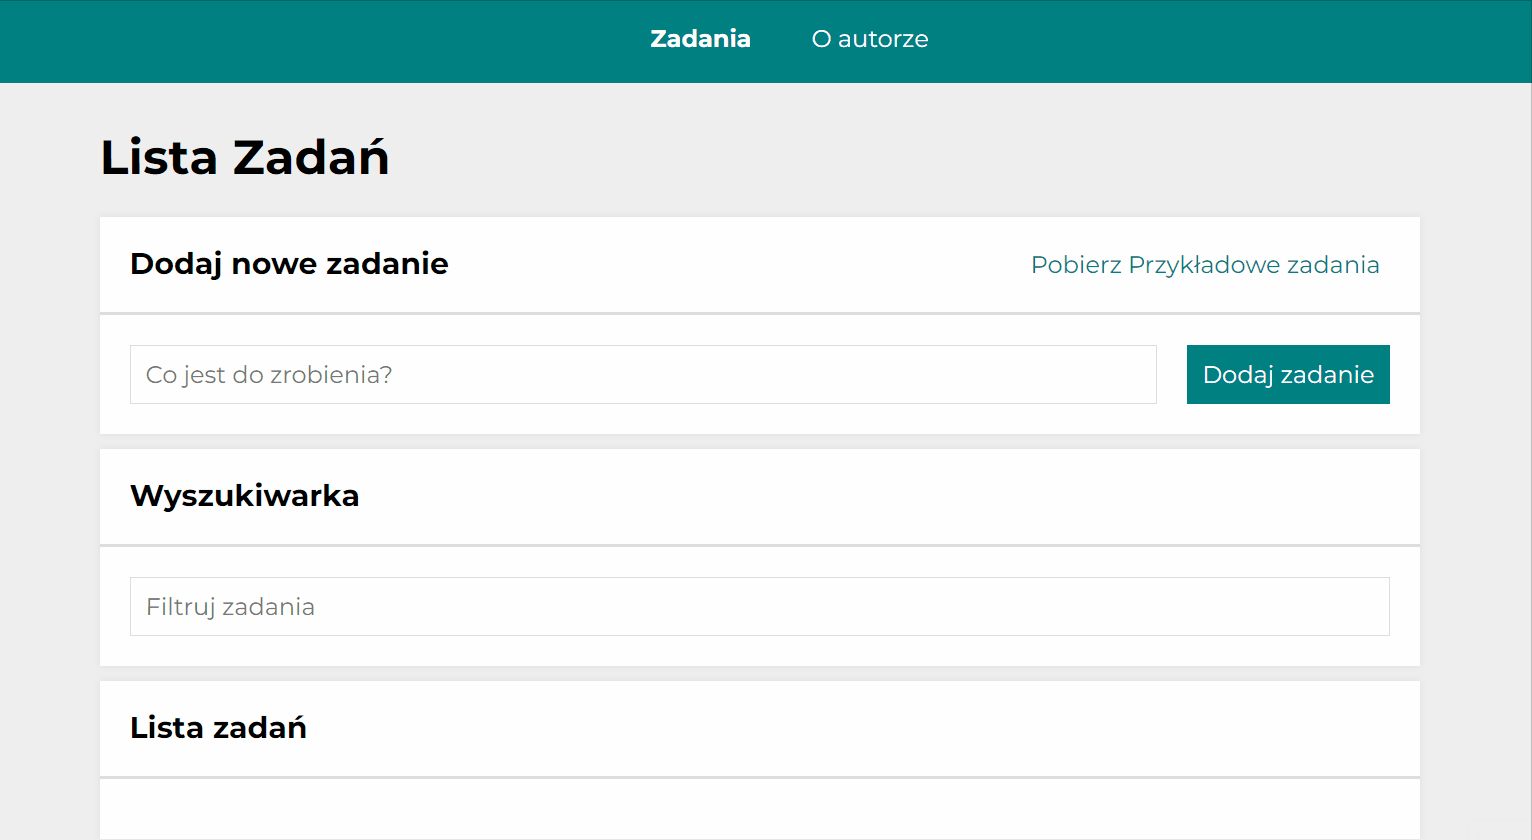 Zadania O autorze
Lista Zadań
Dodaj nowe zadanie Pobierz Przykładowe zadania
Co jest do zrobienia? Dodaj zadanie
Wyszukiwarka
Filtruj zadania
Lista zadań